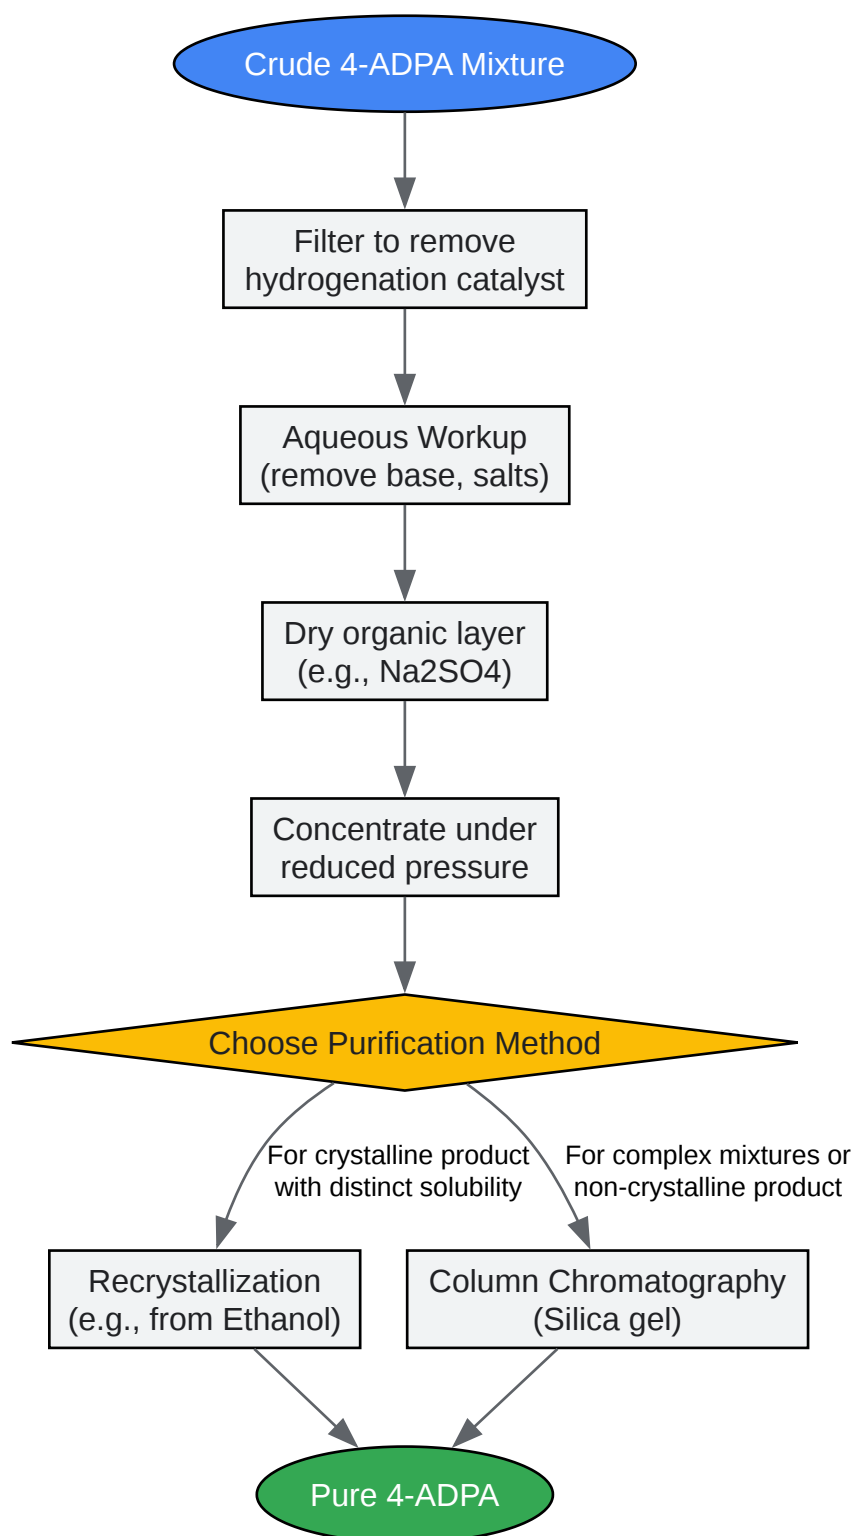 Crude 4-ADPA Mixture
Filter to remove
hydrogenation catalyst
Aqueous Workup
(remove base, salts)
Dry organic layer
(e.g., Na2SO4)
Concentrate under
reduced pressure
Choose Purification Method
For crystalline product
with distinct solubility
For complex mixtures or
non-crystalline product
Recrystallization
(e.g., from Ethanol)
Column Chromatography
(Silica gel)
Pure 4-ADPA